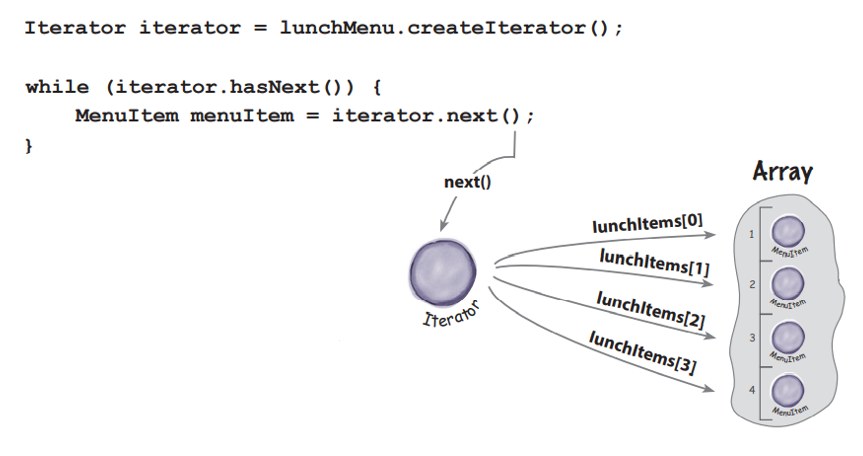 Iterator iterator = lunchMenu.createIterator();
while (iterator.hasNext()) {
MenuItem menuItem = iterator.next();
}
next()
Array
lunchItems[0]
1
MenuItem
lunchItems[1]
2
MenuItem
Iterator
lunchItems[2]
3
MenuItem
lunchItems[3]
4
MenuItem